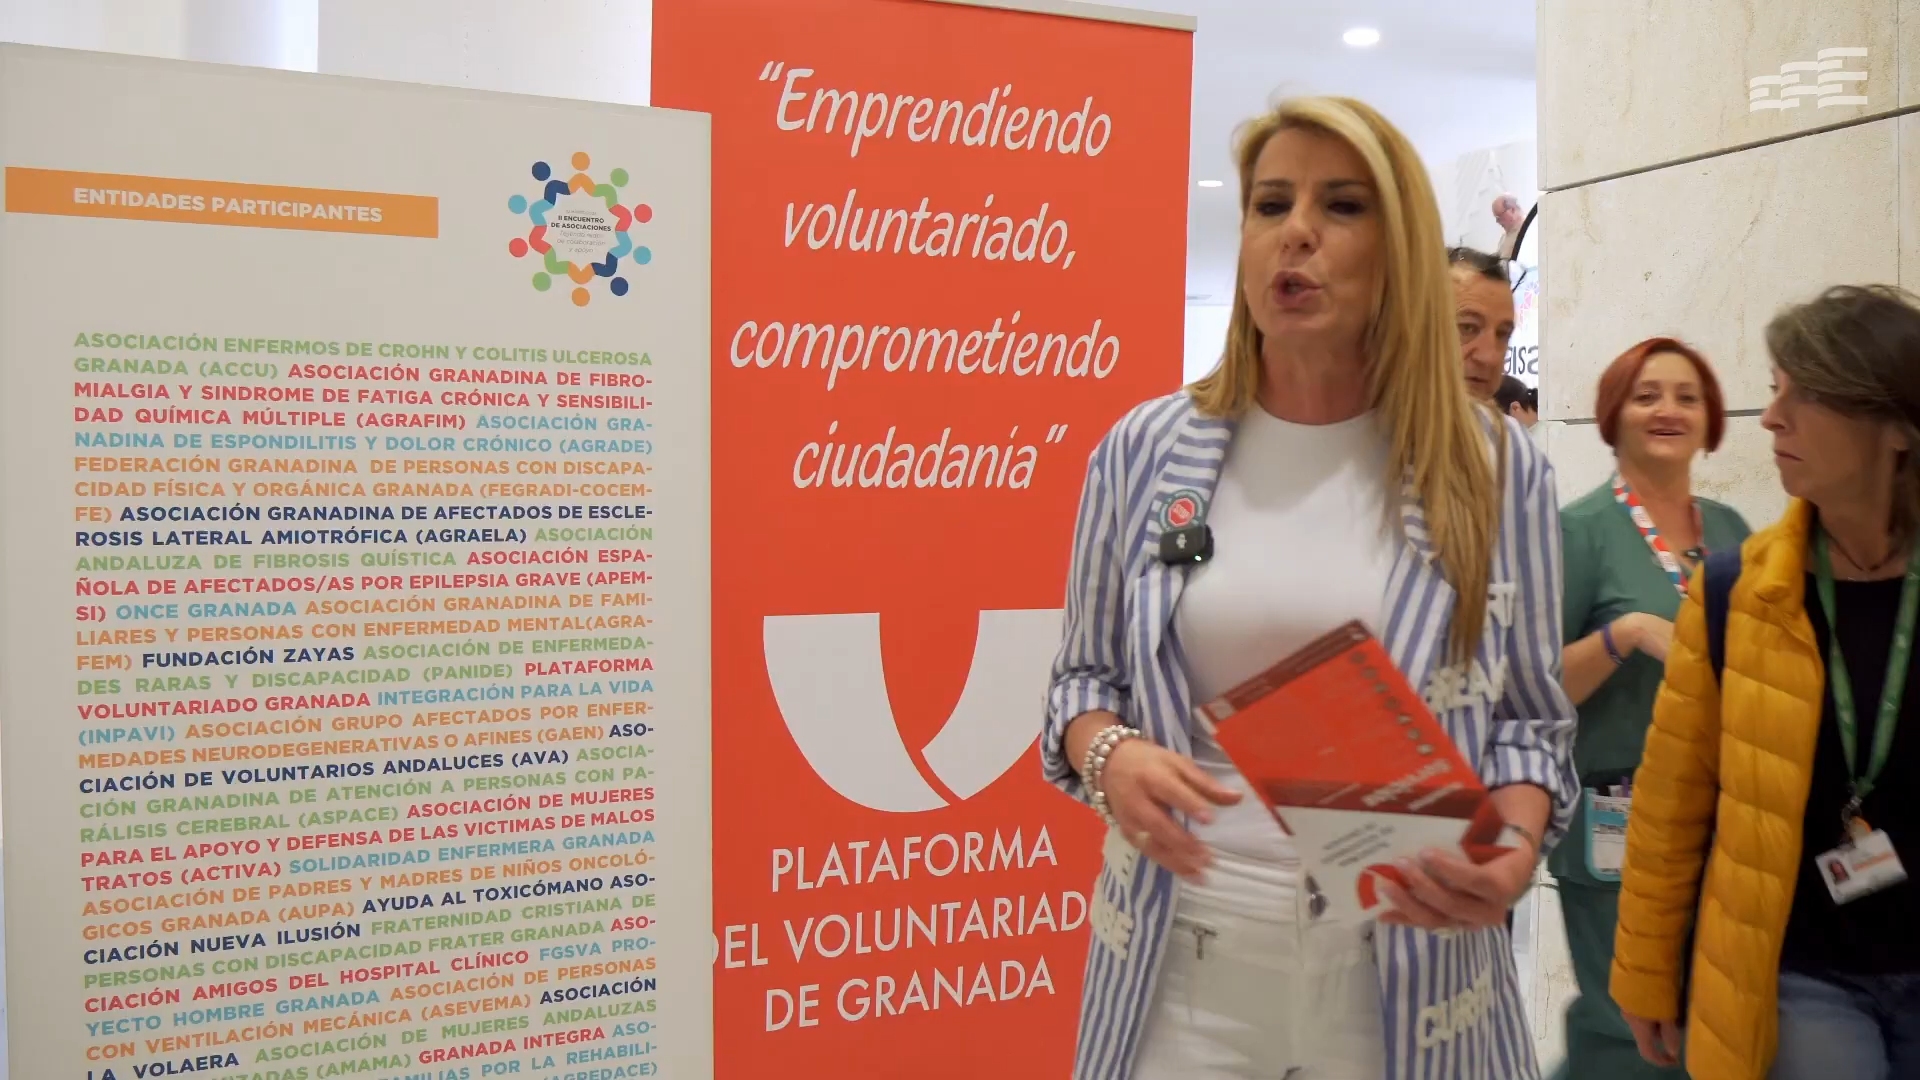 ENTIDADES PARTICIPANTES
II ENCUENTRO
DE ASOCIACIONES
ASOCIACIÓN ENFERMOS DE CROHN Y COLITIS ULCEROSA
GRANADA (ACCU) ASOCIACIÓN GRANADINA DE FIBRO-
MIALGIA Y SINDROME DE FATIGA CRÓNICA Y SENSIBILI-
DAD QUÍMICA MÚLTIPLE (AGRAFIM) ASOCIACIÓN GRA-
NADINA DE ESPONDILITIS Y DOLOR CRÓNICO (AGRADE)
FEDERACIÓN GRANADINA DE PERSONAS CON DISCAPA-
CIDAD FÍSICA Y ORGÁNICA GRANADA (FEGRADI-COCEM-
FE) ASOCIACIÓN GRANADINA DE AFECTADOS DE ESCLE-
ROSIS LATERAL AMIOTRÓFICA (AGRAELA) ASOCIACIÓN
ANDALUZA DE FIBROSIS QUÍSTICA ASOCIACIÓN ESPA-
ÑOLA DE AFECTADOS/AS POR EPILEPSIA GRAVE (APEM-
SI) ONCE GRANADA ASOCIACIÓN GRANADINA DE FAMI-
LIARES Y PERSONAS CON ENFERMEDAD MENTAL(AGRA-
FEM) FUNDACIÓN ZAYAS ASOCIACIÓN DE ENFERMEDA-
DES RARAS Y DISCAPACIDAD (PANIDE) PLATAFORMA
VOLUNTARIADO GRANADA INTEGRACIÓN PARA LA VIDA
(INPAVI) ASOCIACIÓN GRUPO AFECTADOS POR ENFER-
MEDADES NEURODEGENERATIVAS O AFINES (GAEN) ASO-
CIACIÓN DE VOLUNTARIOS ANDALUCES (AVA) ASOCIA-
CIÓN GRANADINA DE ATENCIÓN A PERSONAS CON PA-
RÁLISIS CEREBRAL (ASPACE) ASOCIACIÓN DE MUJERES
PARA EL APOYO Y DEFENSA DE LAS VICTIMAS DE MALOS
TRATOS (ACTIVA) SOLIDARIDAD ENFERMERA GRANADA
ASOCIACIÓN DE PADRES Y MADRES DE NIÑOS ONCOLÓ-
GICOS GRANADA (AUPA) AYUDA AL TOXICÓMANO ASO-
CIACIÓN NUEVA ILUSIÓN FRATERNIDAD CRISTIANA DE
PERSONAS CON DISCAPACIDAD FRATER GRANADA ASO-
CIACIÓN AMIGOS DEL HOSPITAL CLÍNICO FGSVA PRO-
YECTO HOMBRE GRANADA ASOCIACIÓN DE PERSONAS
CON VENTILACIÓN MECÁNICA (ASEVEMA) ASOCIACIÓN
LA VOLAERA ASOCIACIÓN DE MUJERES ANDALUZAS
(AMAMA) GRANADA INTEGRA ASO-
POR LA REHABILI-
(AGREDACE)
“Emprendiendo
voluntariado,
comprometiendo
ciudadanía”
PLATAFORMA
DEL VOLUNTARIADO
DE GRANADA